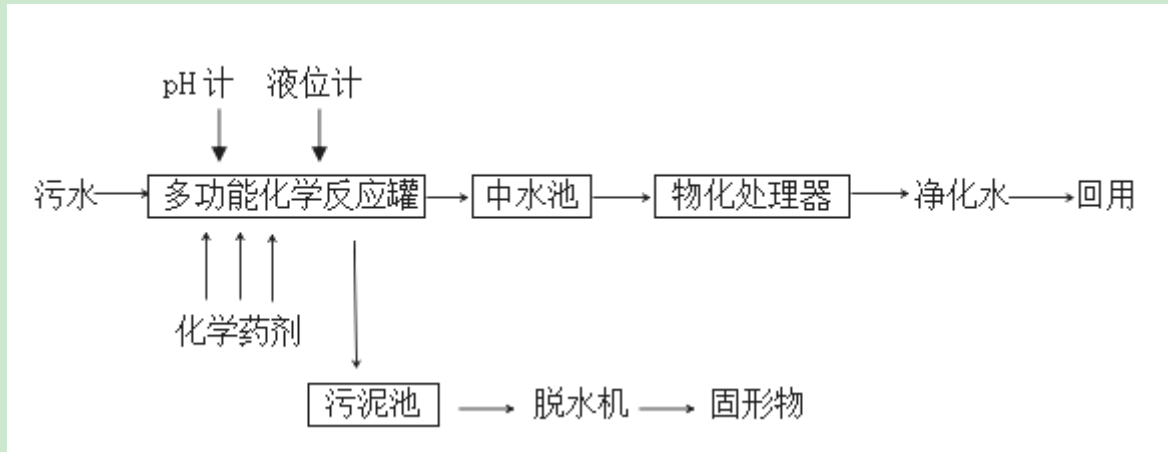 pH 计 液位计
污水 多功能化学反应罐 中水池 物化处理器 净化水 回用
化学药剂
污泥池 脱水机 固形物